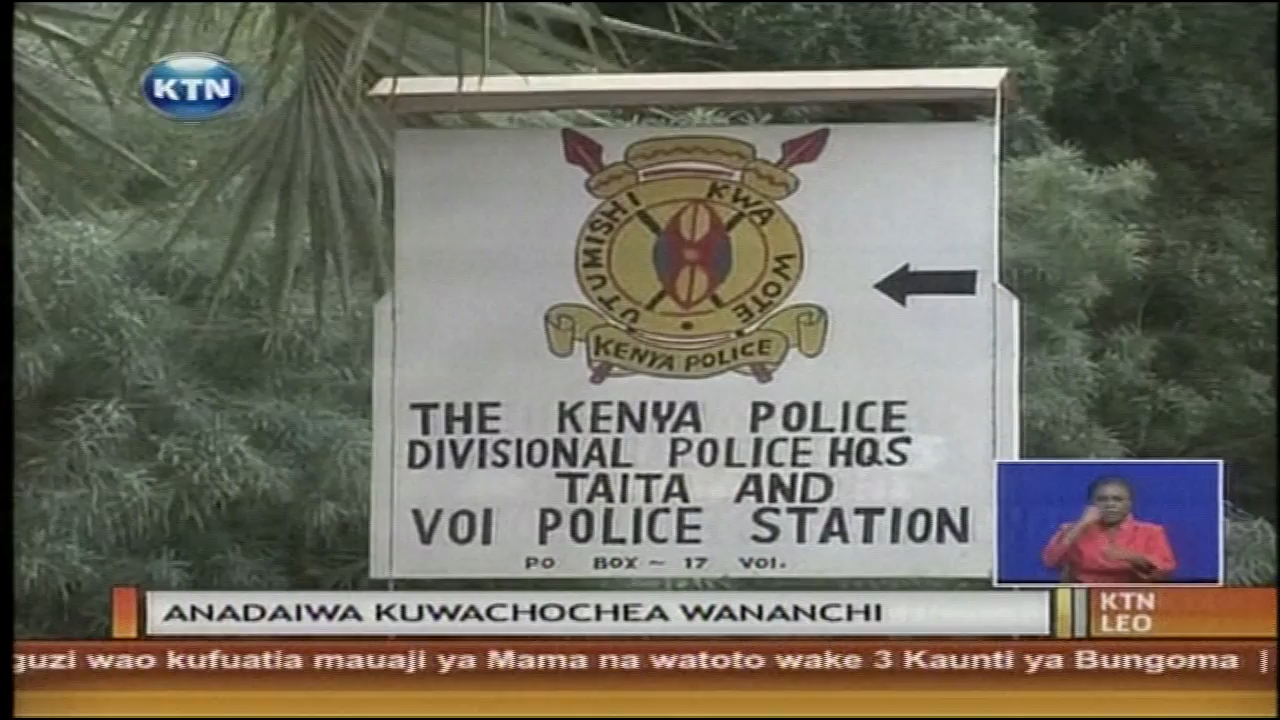 KTN
UTUMISHI KWA WOTE
KENYA POLICE
THE KENYA POLICE
DIVISIONAL POLICE HQS
TAITA AND
VOI POLICE STATION
PO BOX ~ 17 VOI.
ANADAIWA KUWACHOCHEA WANANCHI
KTN
LEO
guzi wao kufuatia mauaji ya Mama na watoto wake 3 Kaunti ya Bungoma |